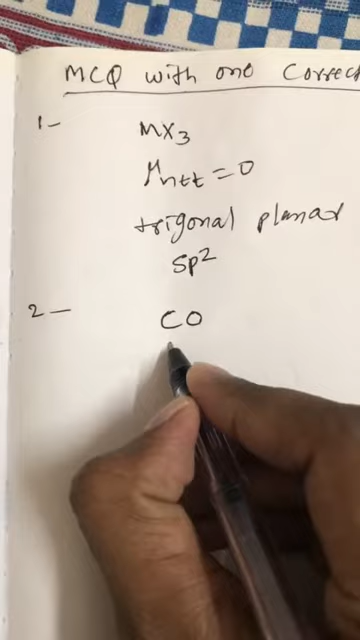 MCQ with one Correct
1- MX3
μnet = 0
trigonal planar
sp²
2- CO